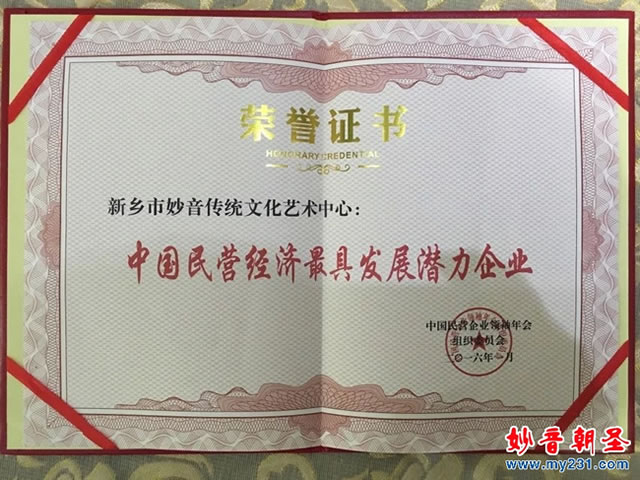 荣誉证书
HONORARY CREDENTIAL
新乡市妙音传统文化艺术中心：
中国民营经济最具发展潜力企业
中国民营企业领袖年会
组织委员会
二〇一六年一月
妙音朝圣
www.my231.com